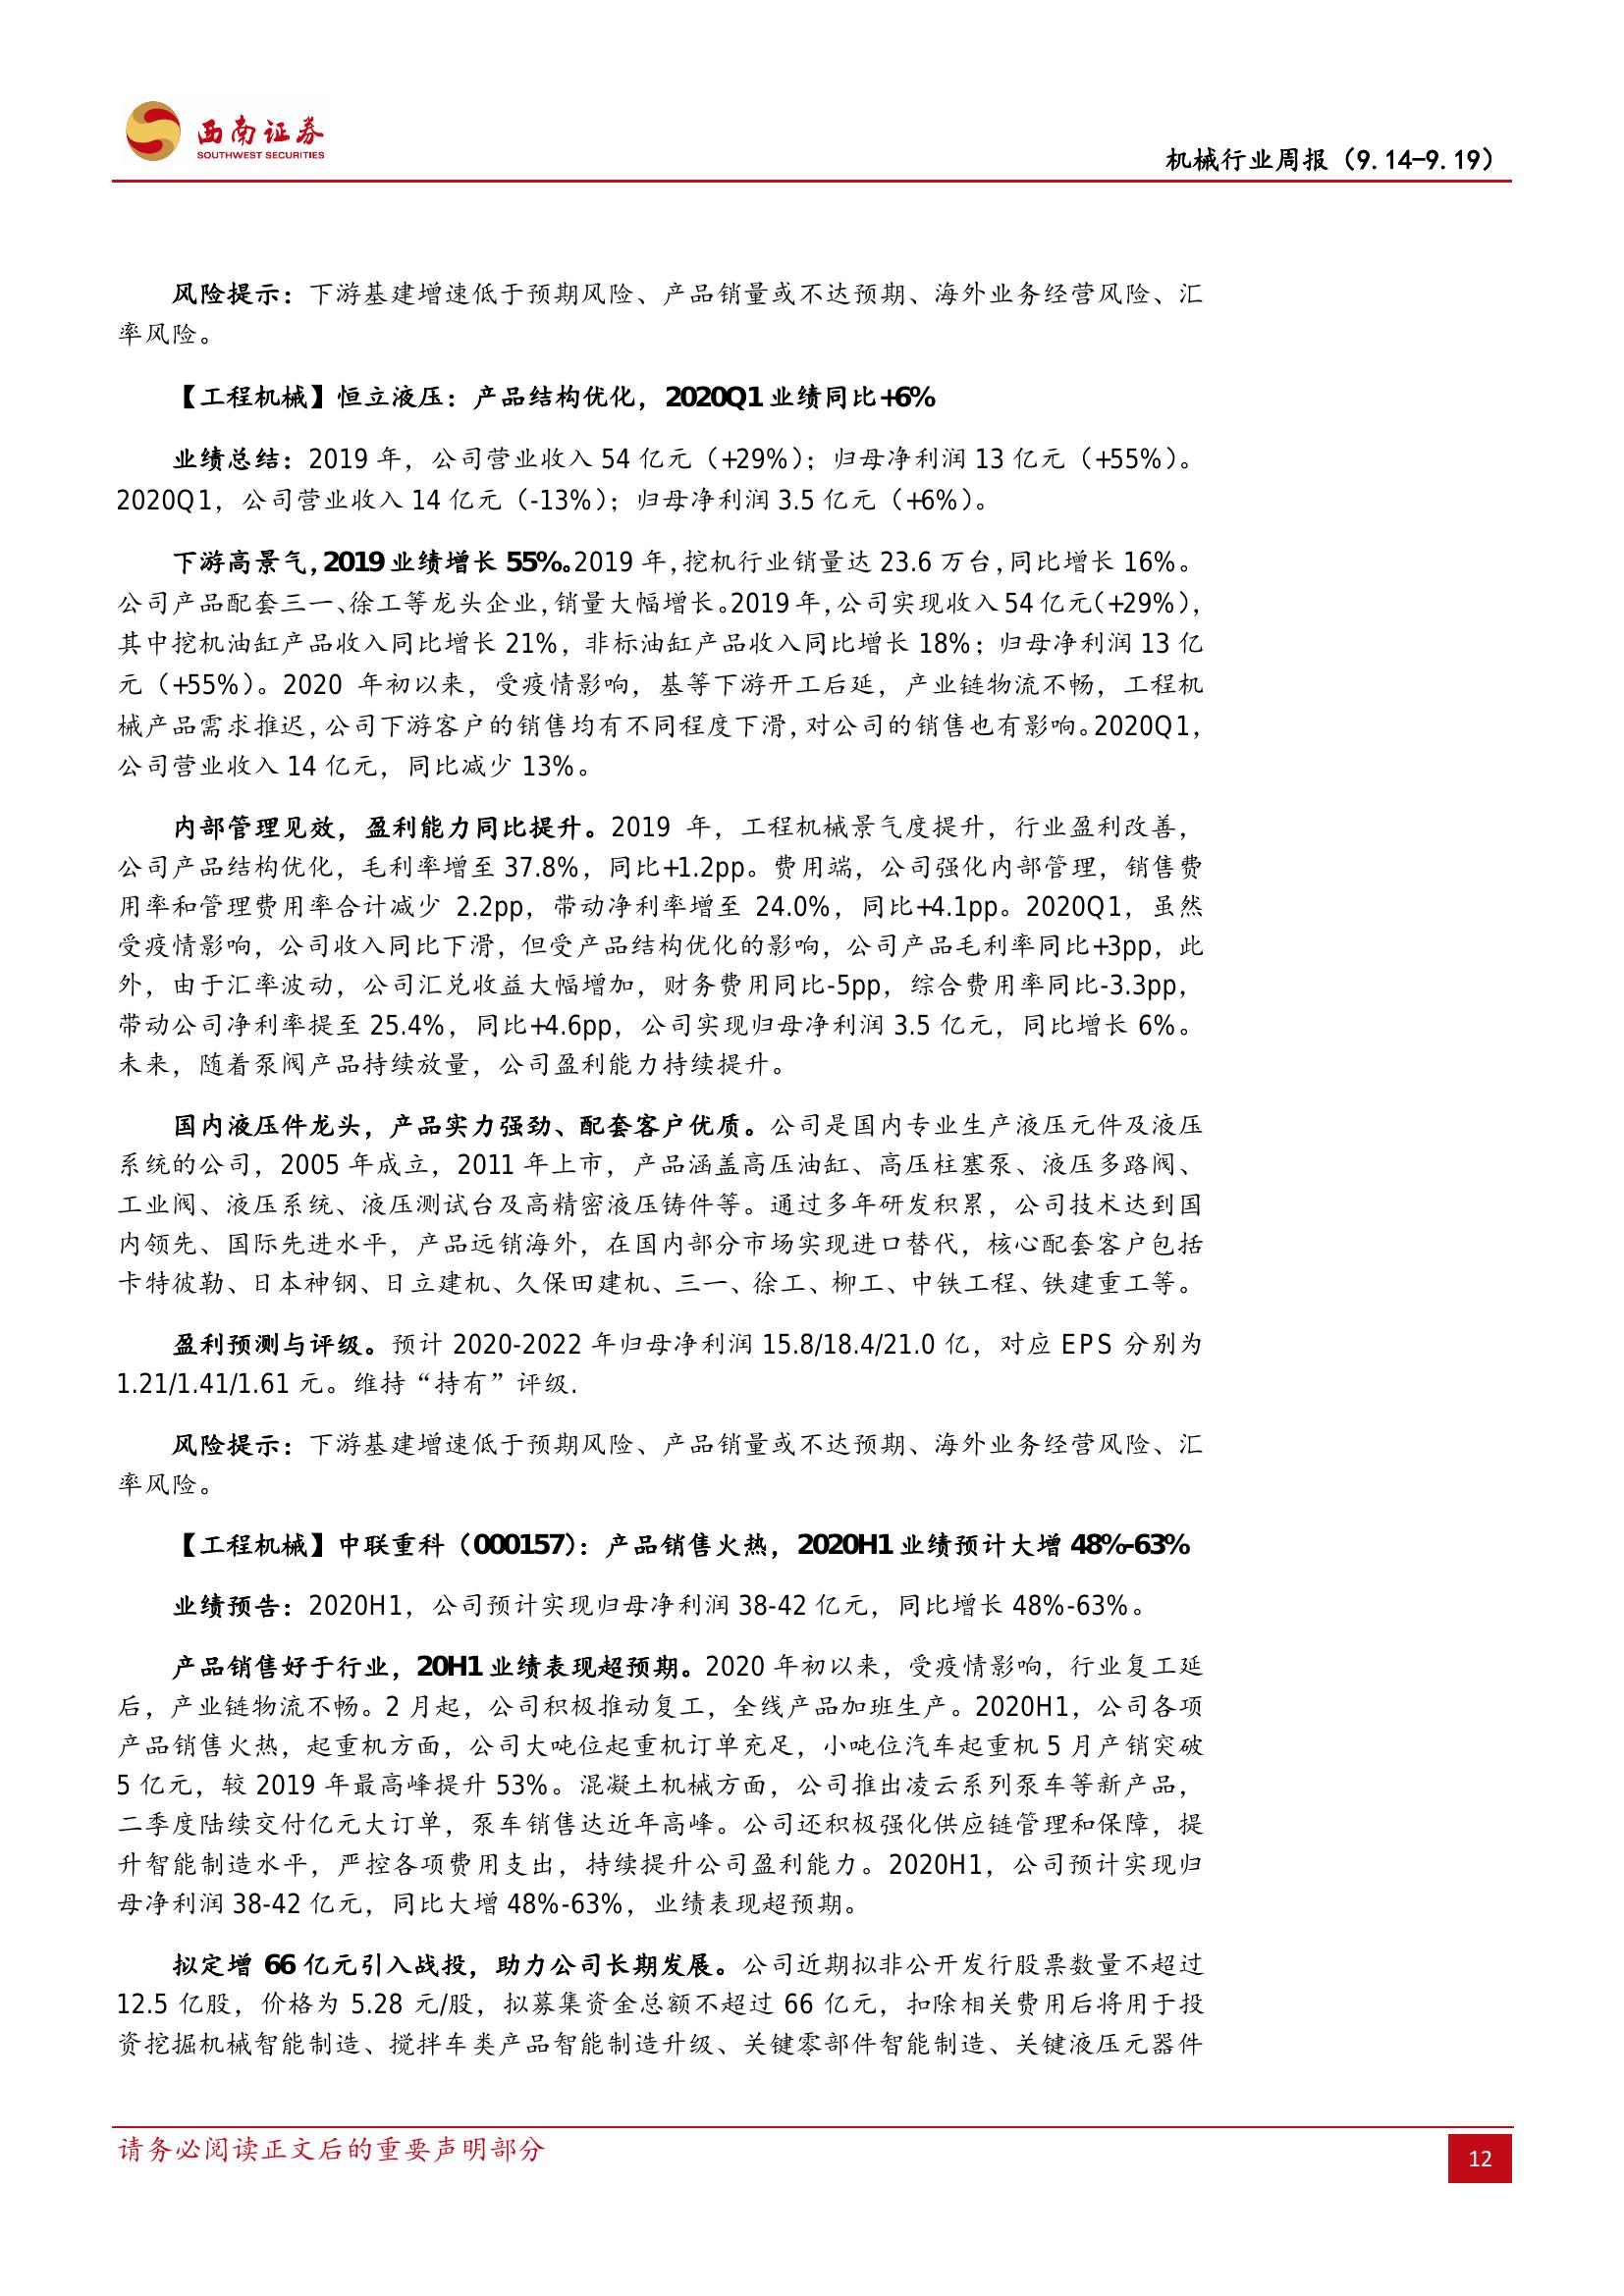 西南证券
SOUTHWEST SECURITIES
机械行业周报（9.14-9.19）
风险提示：下游基建增速低于预期风险、产品销量或不达预期、海外业务经营风险、汇
率风险。
【工程机械】恒立液压：产品结构优化，2020Q1 业绩同比+6%
业绩总结：2019 年，公司营业收入 54 亿元（+29%）；归母净利润 13 亿元（+55%）。
2020Q1，公司营业收入 14 亿元（-13%）；归母净利润 3.5 亿元（+6%）。
下游高景气，2019 业绩增长 55%。2019 年，挖机行业销量达 23.6 万台，同比增长 16%。
公司产品配套三一、徐工等龙头企业，销量大幅增长。2019 年，公司实现收入 54 亿元（+29%），
其中挖机油缸产品收入同比增长 21%，非标油缸产品收入同比增长 18%；归母净利润 13 亿
元（+55%）。2020 年初以来，受疫情影响，基等下游开工后延，产业链物流不畅，工程机
械产品需求推迟，公司下游客户的销售均有不同程度下滑，对公司的销售也有影响。2020Q1，
公司营业收入 14 亿元，同比减少 13%。
内部管理见效，盈利能力同比提升。2019 年，工程机械景气度提升，行业盈利改善，
公司产品结构优化，毛利率增至 37.8%，同比+1.2pp。费用端，公司强化内部管理，销售费
用率和管理费用率合计减少 2.2pp，带动净利率增至 24.0%，同比+4.1pp。2020Q1，虽然
受疫情影响，公司收入同比下滑，但受产品结构优化的影响，公司产品毛利率同比+3pp，此
外，由于汇率波动，公司汇兑收益大幅增加，财务费用同比-5pp，综合费用率同比-3.3pp，
带动公司净利率提至 25.4%，同比+4.6pp，公司实现归母净利润 3.5 亿元，同比增长 6%。
未来，随着泵阀产品持续放量，公司盈利能力持续提升。
国内液压件龙头，产品实力强劲、配套客户优质。公司是国内专业生产液压元件及液压
系统的公司，2005 年成立，2011 年上市，产品涵盖高压油缸、高压柱塞泵、液压多路阀、
工业阀、液压系统、液压测试台及高精密液压铸件等。通过多年研发积累，公司技术达到国
内领先、国际先进水平，产品远销海外，在国内部分市场实现进口替代，核心配套客户包括
卡特彼勒、日本神钢、日立建机、久保田建机、三一、徐工、柳工、中铁工程、铁建重工等。
盈利预测与评级。预计 2020-2022 年归母净利润 15.8/18.4/21.0 亿，对应 EPS 分别为
1.21/1.41/1.61 元。维持“持有”评级.
风险提示：下游基建增速低于预期风险、产品销量或不达预期、海外业务经营风险、汇
率风险。
【工程机械】中联重科（000157）：产品销售火热，2020H1 业绩预计大增 48%-63%
业绩预告：2020H1，公司预计实现归母净利润 38-42 亿元，同比增长 48%-63%。
产品销售好于行业，20H1 业绩表现超预期。2020 年初以来，受疫情影响，行业复工延
后，产业链物流不畅。2 月起，公司积极推动复工，全线产品加班生产。2020H1，公司各项
产品销售火热，起重机方面，公司大吨位起重机订单充足，小吨位汽车起重机 5 月产销突破
5 亿元，较 2019 年最高峰提升 53%。混凝土机械方面，公司推出凌云系列泵车等新产品，
二季度陆续交付亿元大订单，泵车销售达近年高峰。公司还积极强化供应链管理和保障，提
升智能制造水平，严控各项费用支出，持续提升公司盈利能力。2020H1，公司预计实现归
母净利润 38-42 亿元，同比大增 48%-63%，业绩表现超预期。
拟定增 66 亿元引入战投，助力公司长期发展。公司近期拟非公开发行股票数量不超过
12.5 亿股，价格为 5.28 元/股，拟募集资金总额不超过 66 亿元，扣除相关费用后将用于投
资挖掘机械智能制造、搅拌车类产品智能制造升级、关键零部件智能制造、关键液压元器件
请务必阅读正文后的重要声明部分
12